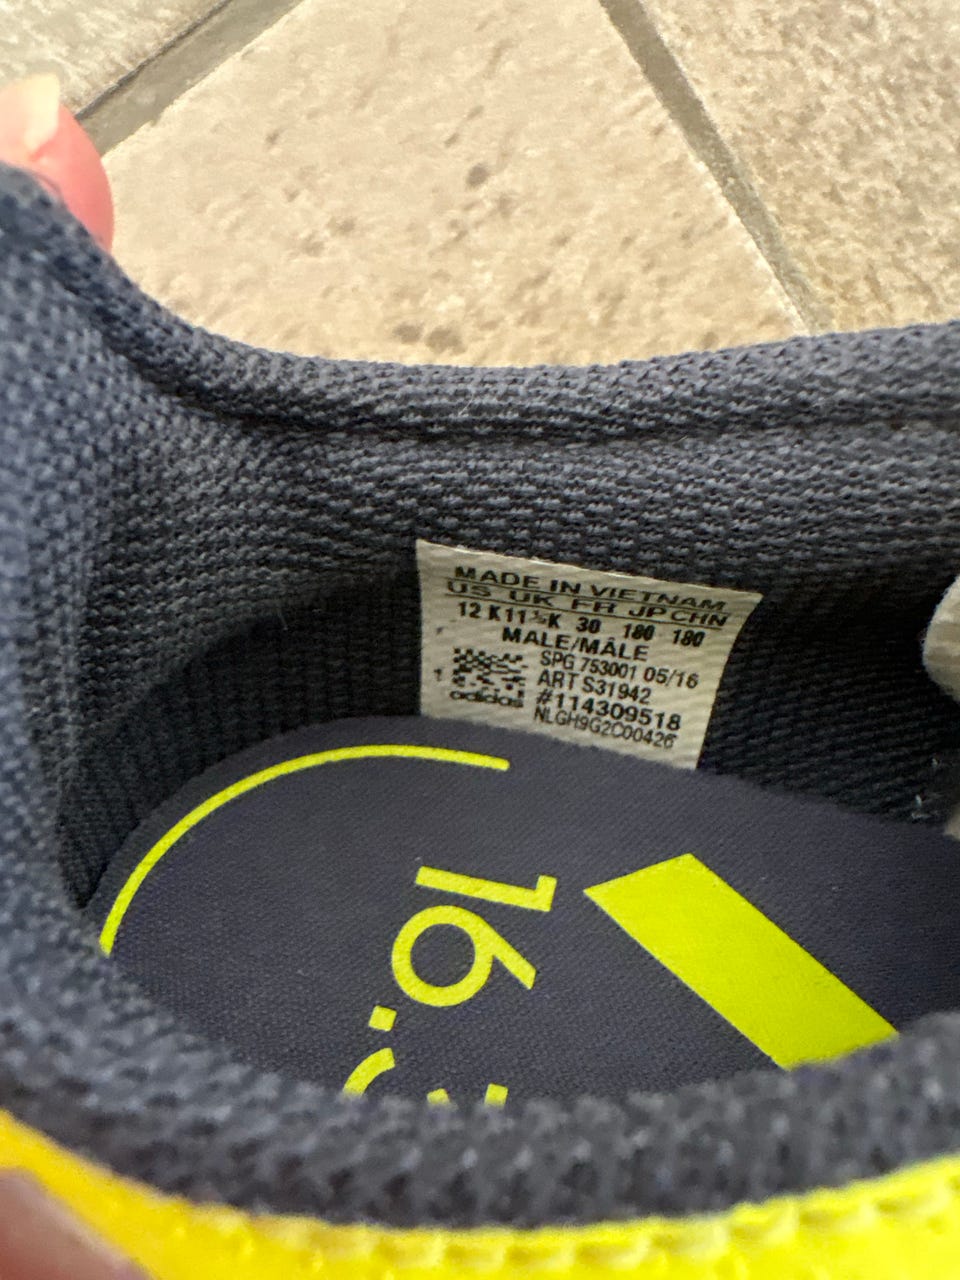 MADE IN VIETNAM
US UK FR JP CHN
12 K 11½K 30 180 180
MALE/MÂLE
SPG 753001 05/16
ART S31942
#114309518
NLGH9G2C00426
adidas
16.